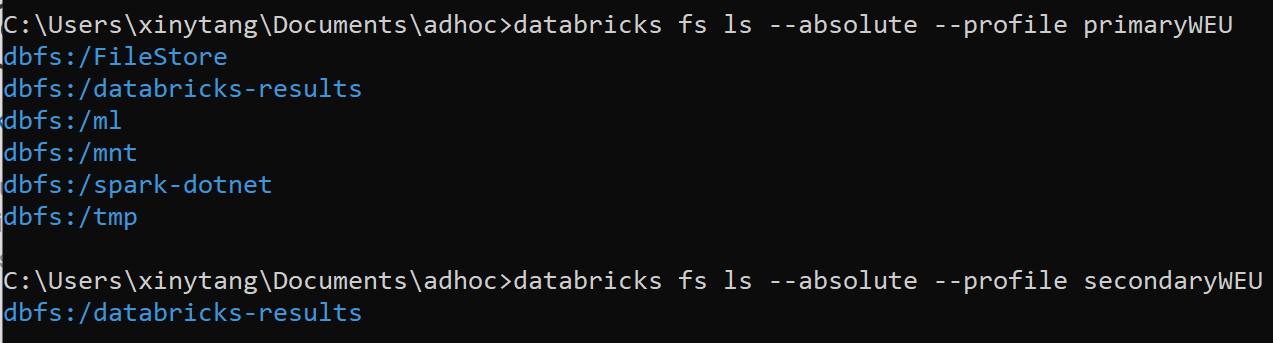 C:\Users\xinytang\Documents\adhoc>databricks fs ls --absolute --profile primaryWEU
dbfs:/FileStore
dbfs:/databricks-results
dbfs:/ml
dbfs:/mnt
dbfs:/spark-dotnet
dbfs:/tmp
C:\Users\xinytang\Documents\adhoc>databricks fs ls --absolute --profile secondaryWEU
dbfs:/databricks-results